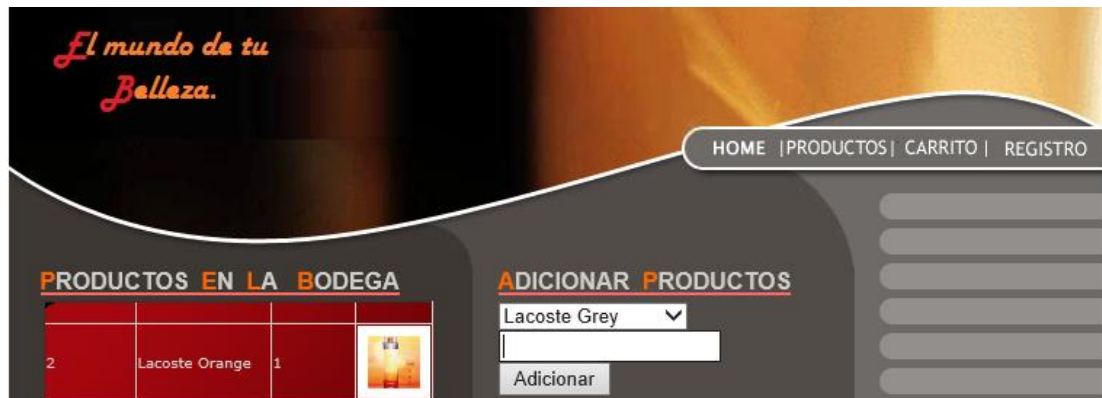 El mundo de tu
Belleza.
HOME |PRODUCTOS| CARRITO | REGISTRO
PRODUCTOS EN LA BODEGA
2 Lacoste Orange 1
ADICIONAR PRODUCTOS
Lacoste Grey
Adicionar